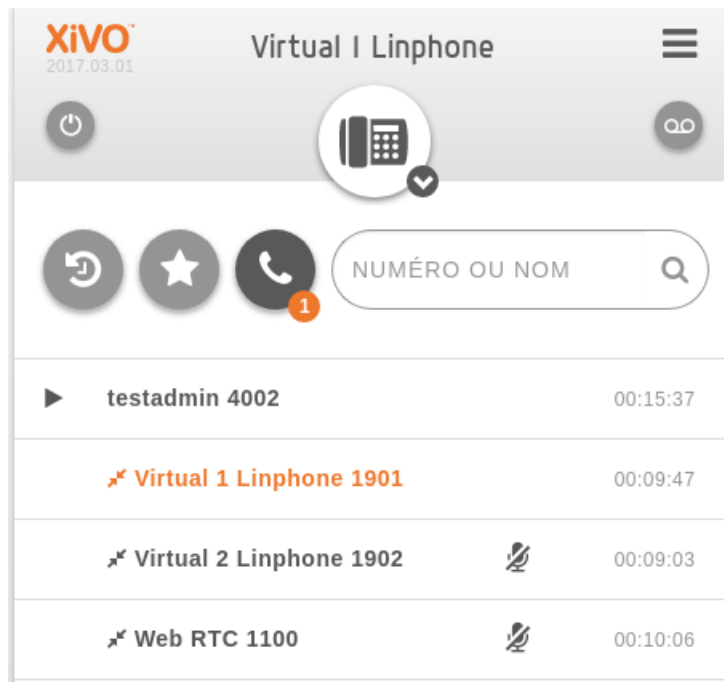 XiVO
2017.03.01
Virtual 1 Linphone
NUMÉRO OU NOM
1
testadmin 4002 00:15:37
Virtual 1 Linphone 1901 00:09:47
Virtual 2 Linphone 1902 00:09:03
Web RTC 1100 00:10:06